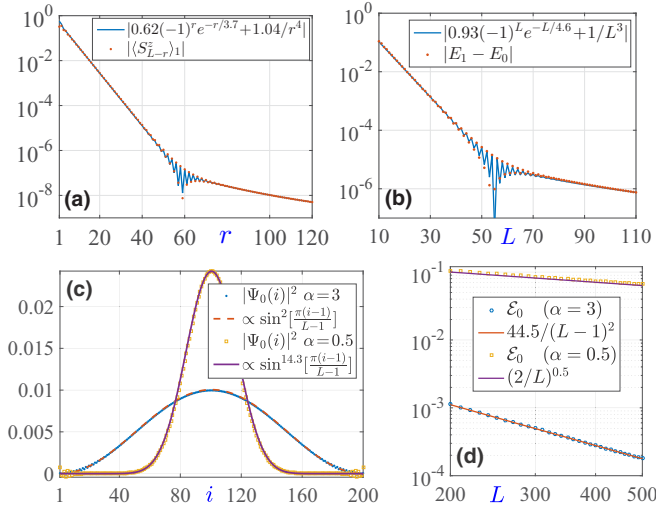 |0.62(-1)^r e^{-r/3.7}+1.04/r^4|
|⟨S^z_{L-r}⟩_1|
10^0
10^{-2}
10^{-4}
10^{-6}
10^{-8}
(a)
1 20 40 60 r 100 120
|0.93(-1)^L e^{-L/4.6}+1/L^3|
|E_1 − E_0|
10^0
10^{-2}
10^{-4}
10^{-6}
(b)
10 30 50 L 70 90 110
(c)
0.02
0.015
0.01
0.005
0
|Ψ_0(i)|^2 α=3
∝ sin^2[π(i−1)/(L−1)]
|Ψ_0(i)|^2 α=0.5
∝ sin^{14.3}[π(i−1)/(L−1)]
1 40 80 i 120 160 200
10^{-1}
10^{-2}
10^{-3}
10^{-4}
ℰ_0 (α = 3)
44.5/(L − 1)^2
ℰ_0 (α = 0.5)
(2/L)^{0.5}
(d)
200 L 300 400 500